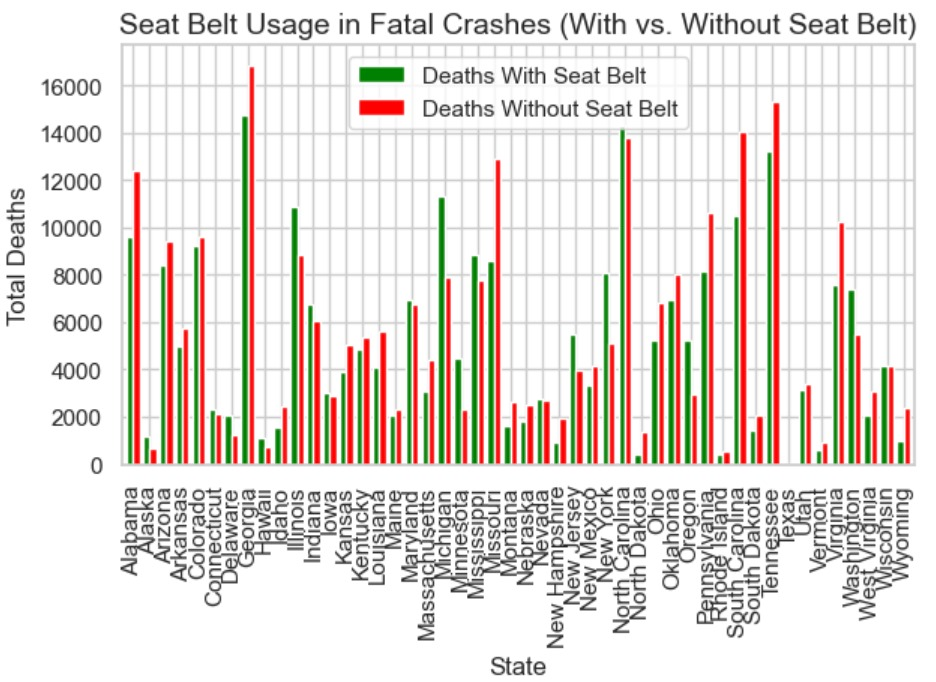 Seat Belt Usage in Fatal Crashes (With vs. Without Seat Belt)
Deaths With Seat Belt
Deaths Without Seat Belt
Total Deaths
16000
14000
12000
10000
8000
6000
4000
2000
0
Alabama
Alaska
Arizona
Arkansas
Colorado
Connecticut
Delaware
Georgia
Hawaii
Idaho
Illinois
Indiana
Iowa
Kansas
Kentucky
Louisiana
Maine
Maryland
Massachusetts
Michigan
Minnesota
Mississippi
Missouri
Montana
Nebraska
Nevada
New Hampshire
New Jersey
New Mexico
New York
North Carolina
North Dakota
Ohio
Oklahoma
Oregon
Pennsylvania
Rhode Island
South Carolina
South Dakota
Tennessee
Texas
Utah
Vermont
Virginia
Washington
West Virginia
Wisconsin
Wyoming
State